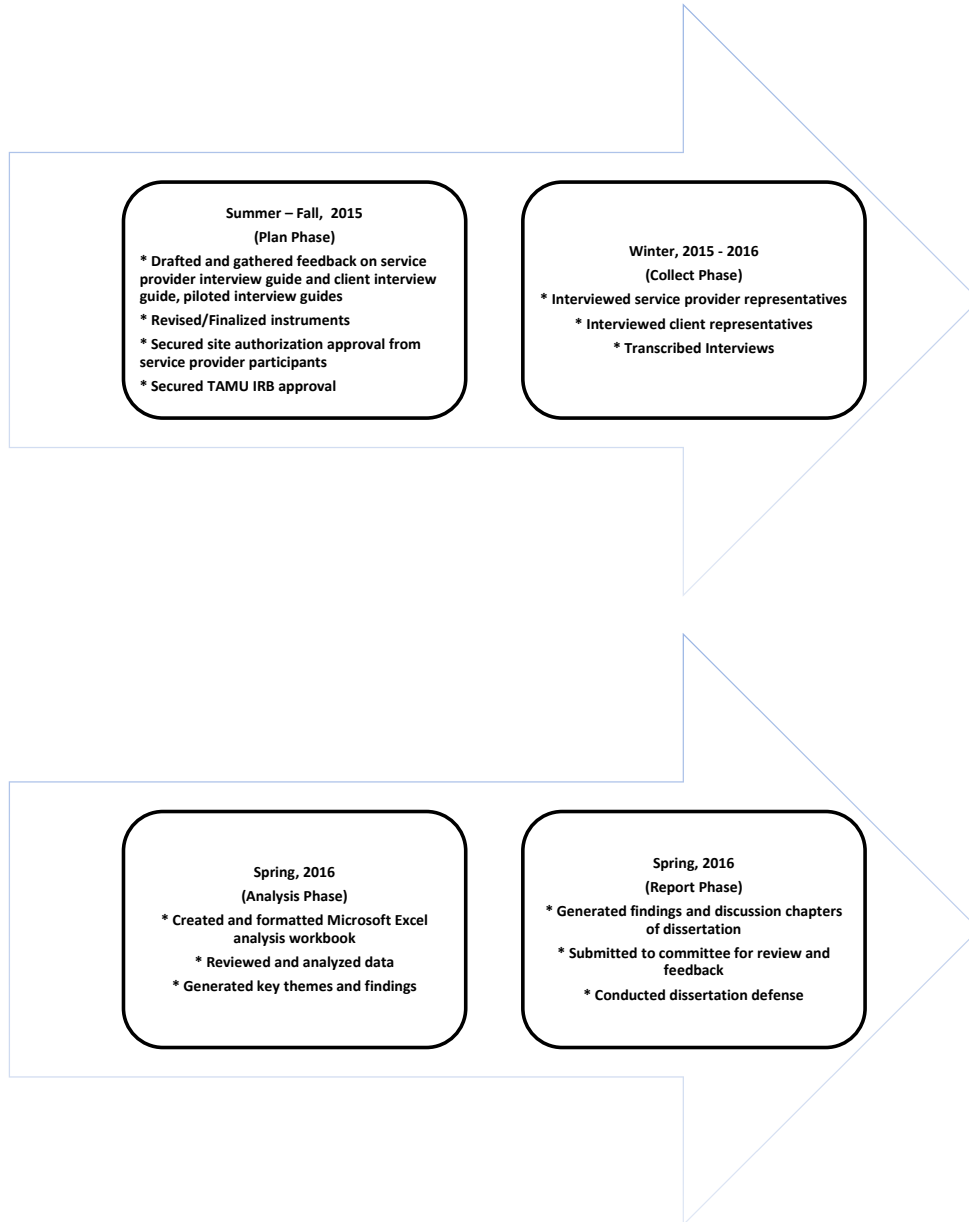 Summer – Fall, 2015
(Plan Phase)
* Drafted and gathered feedback on service
provider interview guide and client interview
guide, piloted interview guides
* Revised/Finalized instruments
* Secured site authorization approval from
service provider participants
* Secured TAMU IRB approval
Winter, 2015 - 2016
(Collect Phase)
* Interviewed service provider representatives
* Interviewed client representatives
* Transcribed Interviews
Spring, 2016
(Analysis Phase)
* Created and formatted Microsoft Excel
analysis workbook
* Reviewed and analyzed data
* Generated key themes and findings
Spring, 2016
(Report Phase)
* Generated findings and discussion chapters
of dissertation
* Submitted to committee for review and
feedback
* Conducted dissertation defense